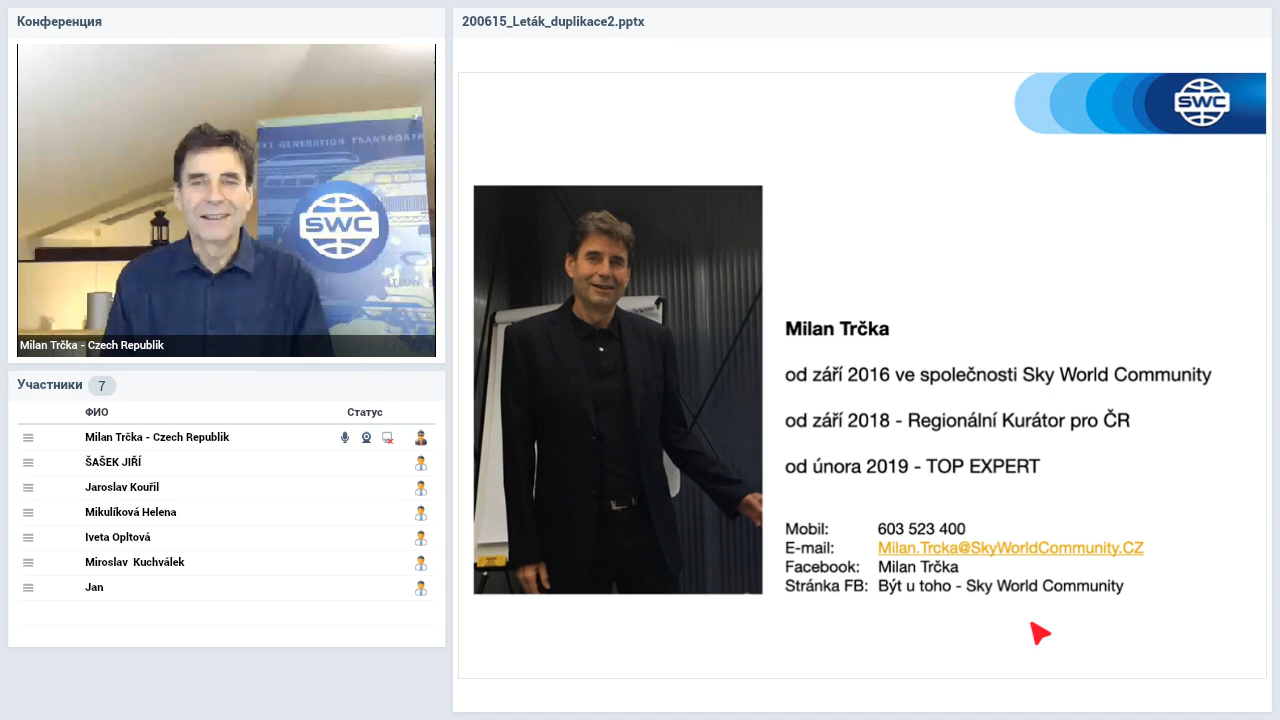 Конференция
NEXT GENERATION TRANSPORT
SWC
Milan Trčka - Czech Republik
Участники 7
ФИО Статус
Milan Trčka - Czech Republik
ŠAŠEK JIŘÍ
Jaroslav Kouřil
Mikulíková Helena
Iveta Opltová
Miroslav Kuchválek
Jan
200615_Leták_duplikace2.pptx
SWC
Milan Trčka
od září 2016 ve společnosti Sky World Community
od září 2018 - Regionální Kurátor pro ČR
od února 2019 - TOP EXPERT
Mobil: 603 523 400
E-mail: Milan.Trcka@SkyWorldCommunity.CZ
Facebook: Milan Trčka
Stránka FB: Být u toho - Sky World Community